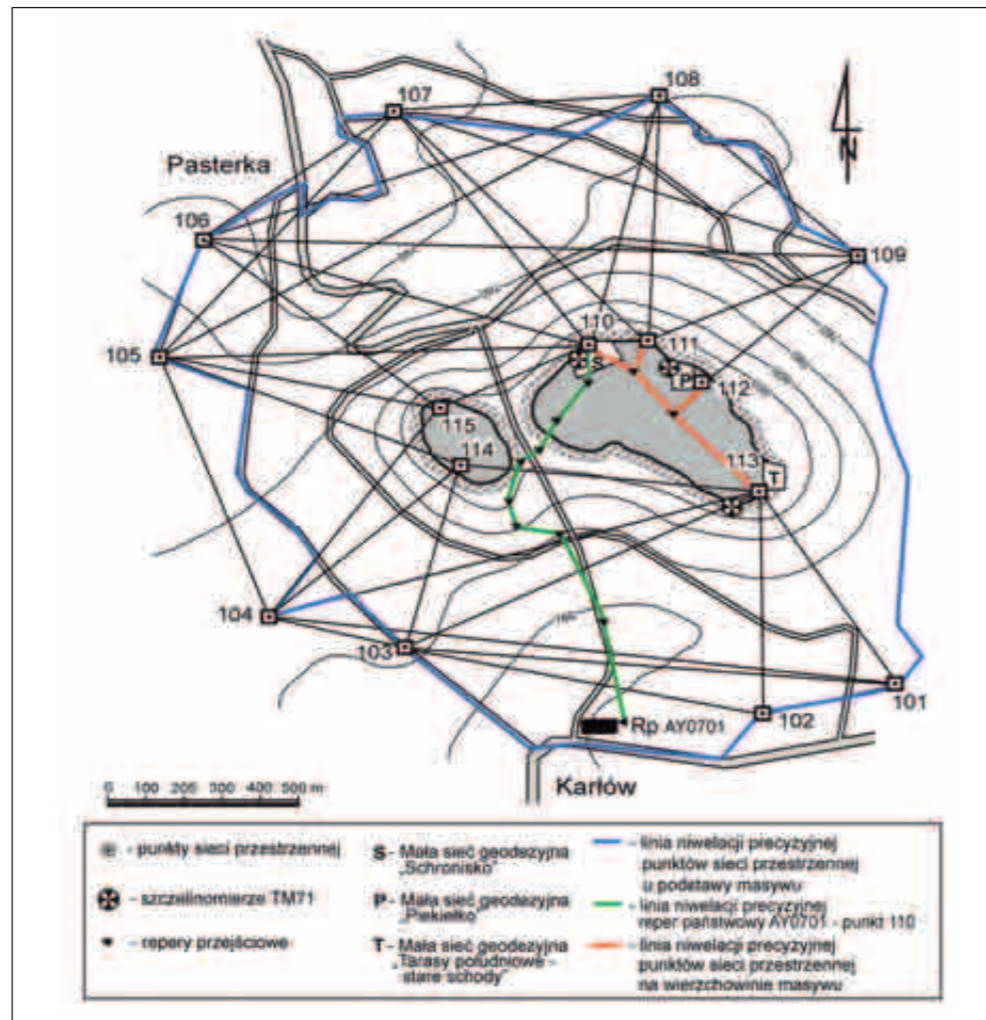 107
108
N
Pasterka
106
109
110
111
105
S
P
112
115
114
113
T
104
103
101
102
Rp AY0701
0 100 200 300 400 500 m
Karłów
- punkty sieci przestrzennej
- szczelinomierze TM71
- repery przejściowe
S - Mała sieć geodezyjna
„Schronisko”
P - Mała sieć geodezyjna
„Piekiełko”
T - Mała sieć geodezyjna
„Tarasy południowe -
stare schody”
- linia niwelacji precyzyjnej
punktów sieci przestrzennej
u podstawy masywu
- linia niwelacji precyzyjnej
reper państwowy AY0701 - punkt 110
- linia niwelacji precyzyjnej
punktów sieci przestrzennej
na wierzchowinie masywu